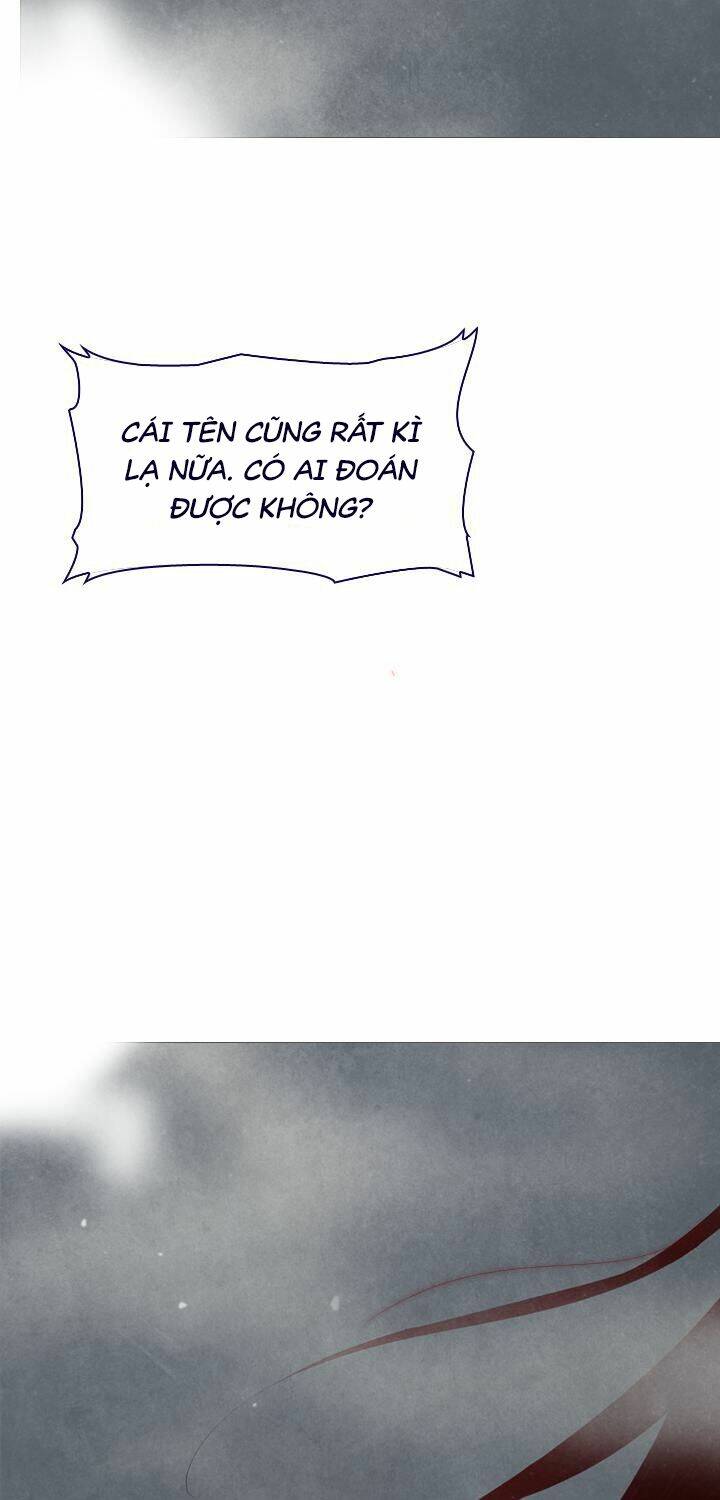 CÁI TÊN CŨNG RẤT KÌ
LẠ NỮA. CÓ AI ĐOÁN
ĐƯỢC KHÔNG?